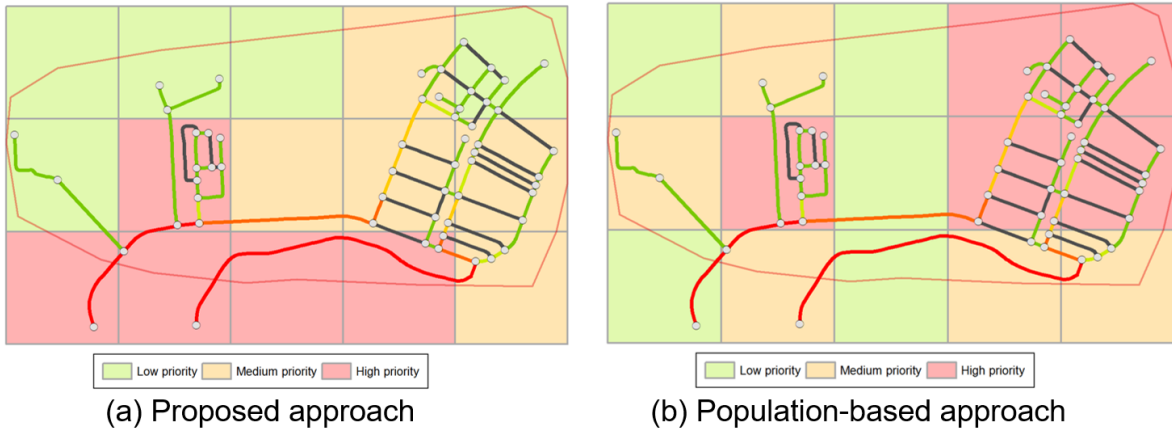 Low priority Medium priority High priority
Low priority Medium priority High priority
(a) Proposed approach
(b) Population-based approach